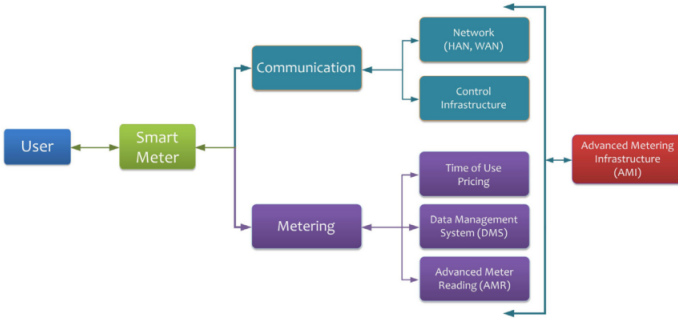 User
Smart
Meter
Communication
Metering
Network
(HAN, WAN)
Control
Infrastructure
Time of Use
Pricing
Data Management
System (DMS)
Advanced Meter
Reading (AMR)
Advanced Metering
Infrastructure
(AMI)